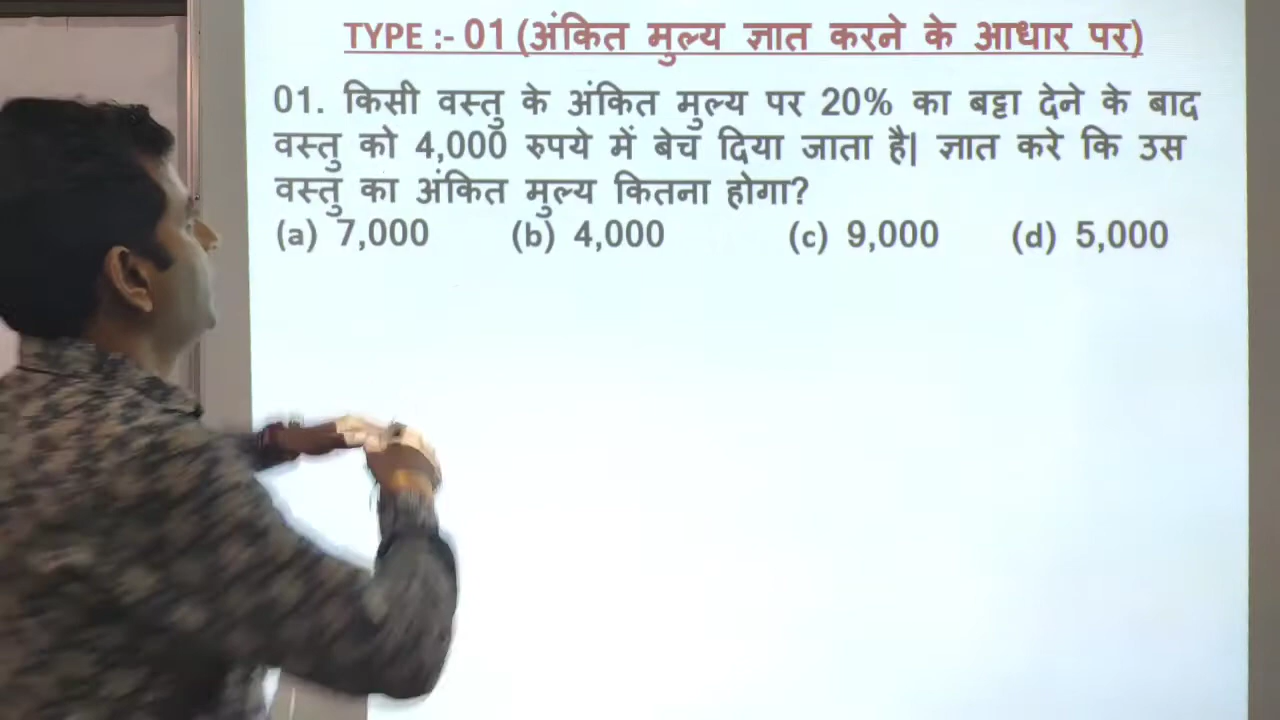 TYPE :- 01 (अंकित मुल्य ज्ञात करने के आधार पर)
01. किसी वस्तु के अंकित मुल्य पर 20% का बट्टा देने के बाद
वस्तु को 4,000 रुपये में बेच दिया जाता है| ज्ञात करे कि उस
वस्तु का अंकित मुल्य कितना होगा?
(a) 7,000 (b) 4,000 (c) 9,000 (d) 5,000